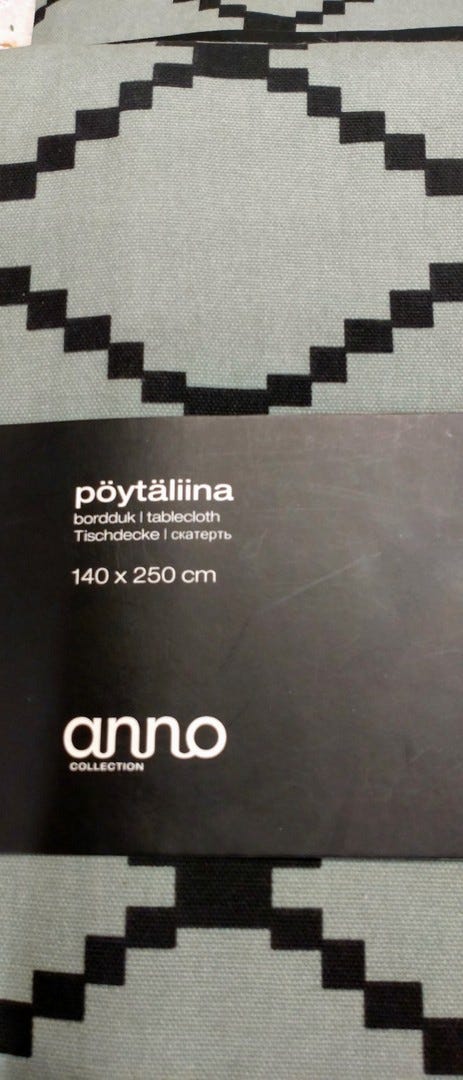 pöytäliina
bordduk | tablecloth
Tischdecke | скатерть
140 x 250 cm
anno
COLLECTION